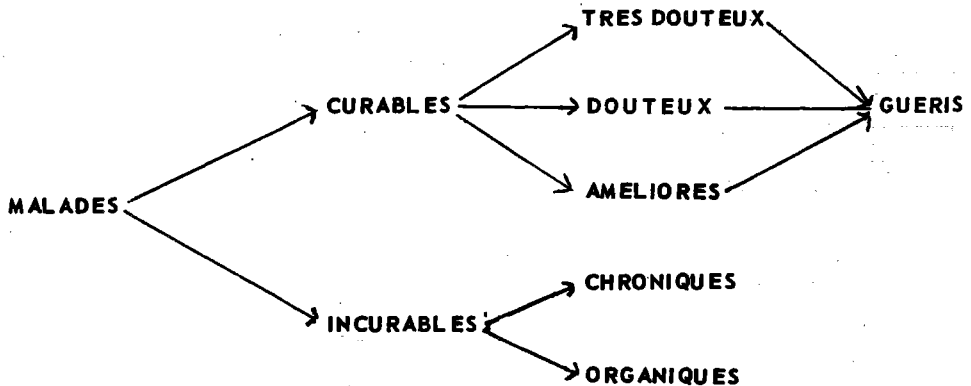 TRES DOUTEUX
CURABLES DOUTEUX GUERIS
AMELIORES
MALADES
CHRONIQUES
INCURABLES
ORGANIQUES